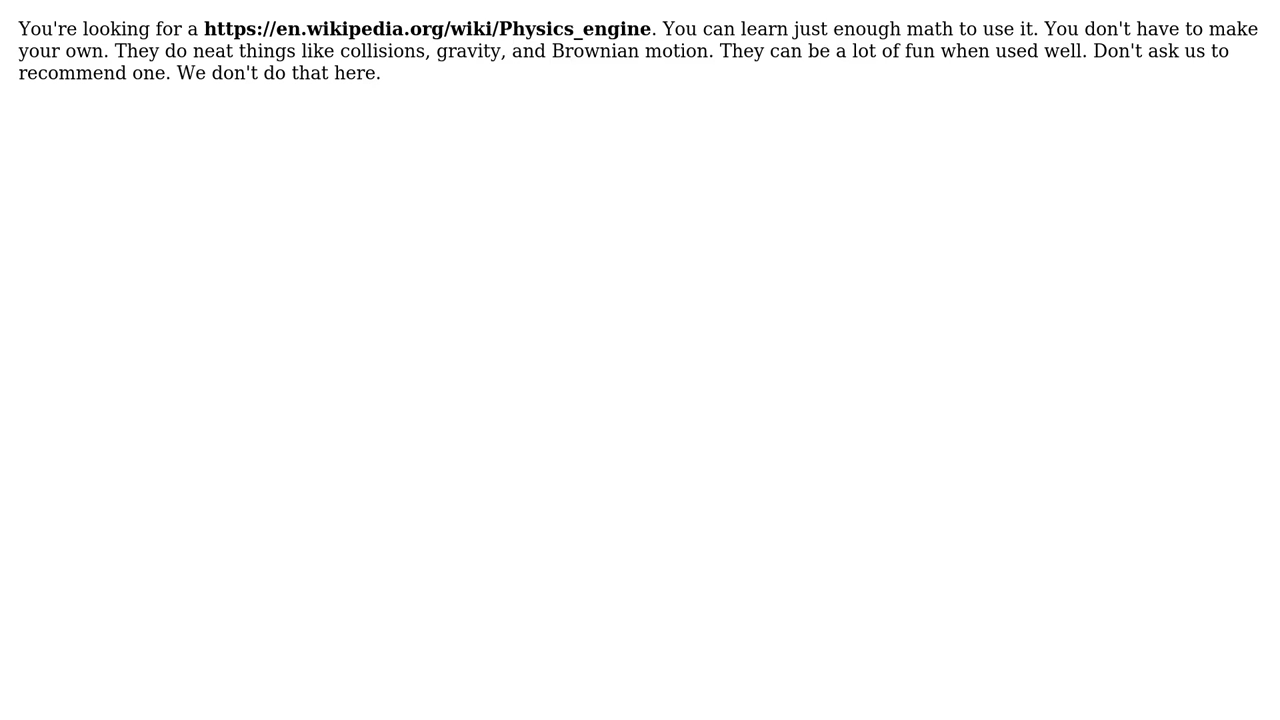 You're looking for a https://en.wikipedia.org/wiki/Physics_engine. You can learn just enough math to use it. You don't have to make
your own. They do neat things like collisions, gravity, and Brownian motion. They can be a lot of fun when used well. Don't ask us to
recommend one. We don't do that here.